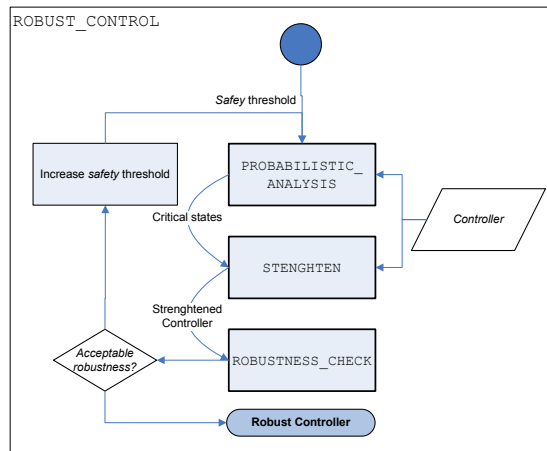 ROBUST_CONTROL
Safey threshold
Increase safety threshold
PROBABILISTIC_
ANALYSIS
Controller
Critical states
STENGHTEN
Strenghtened
Controller
Acceptable
robustness?
ROBUSTNESS_CHECK
Robust Controller